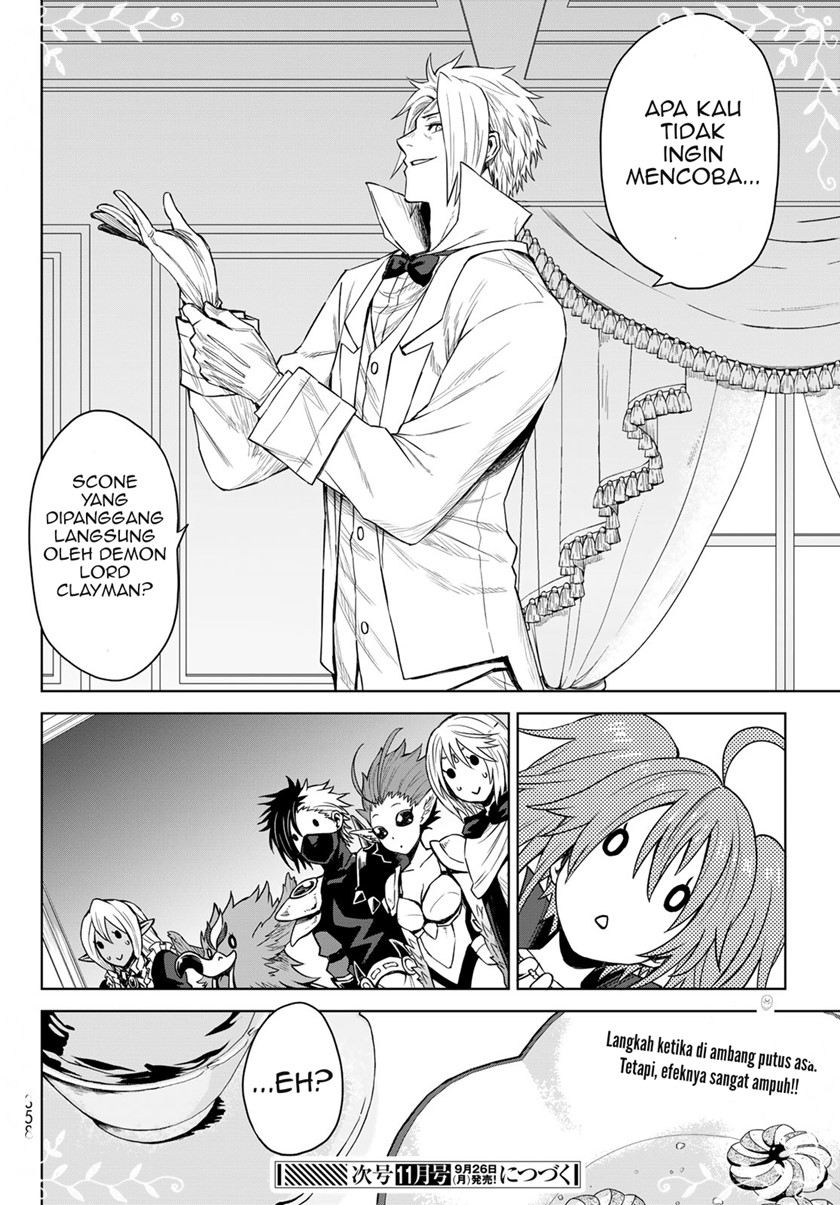 APA KAU
TIDAK
INGIN
MENCOBA...
SCONE
YANG
DIPANGGANG
LANGSUNG
OLEH DEMON
LORD
CLAYMAN?
Langkah ketika di ambang putus asa.
Tetapi, efeknya sangat ampuh!!
...EH?
次号11月号 9月26日(月)発売!につづく